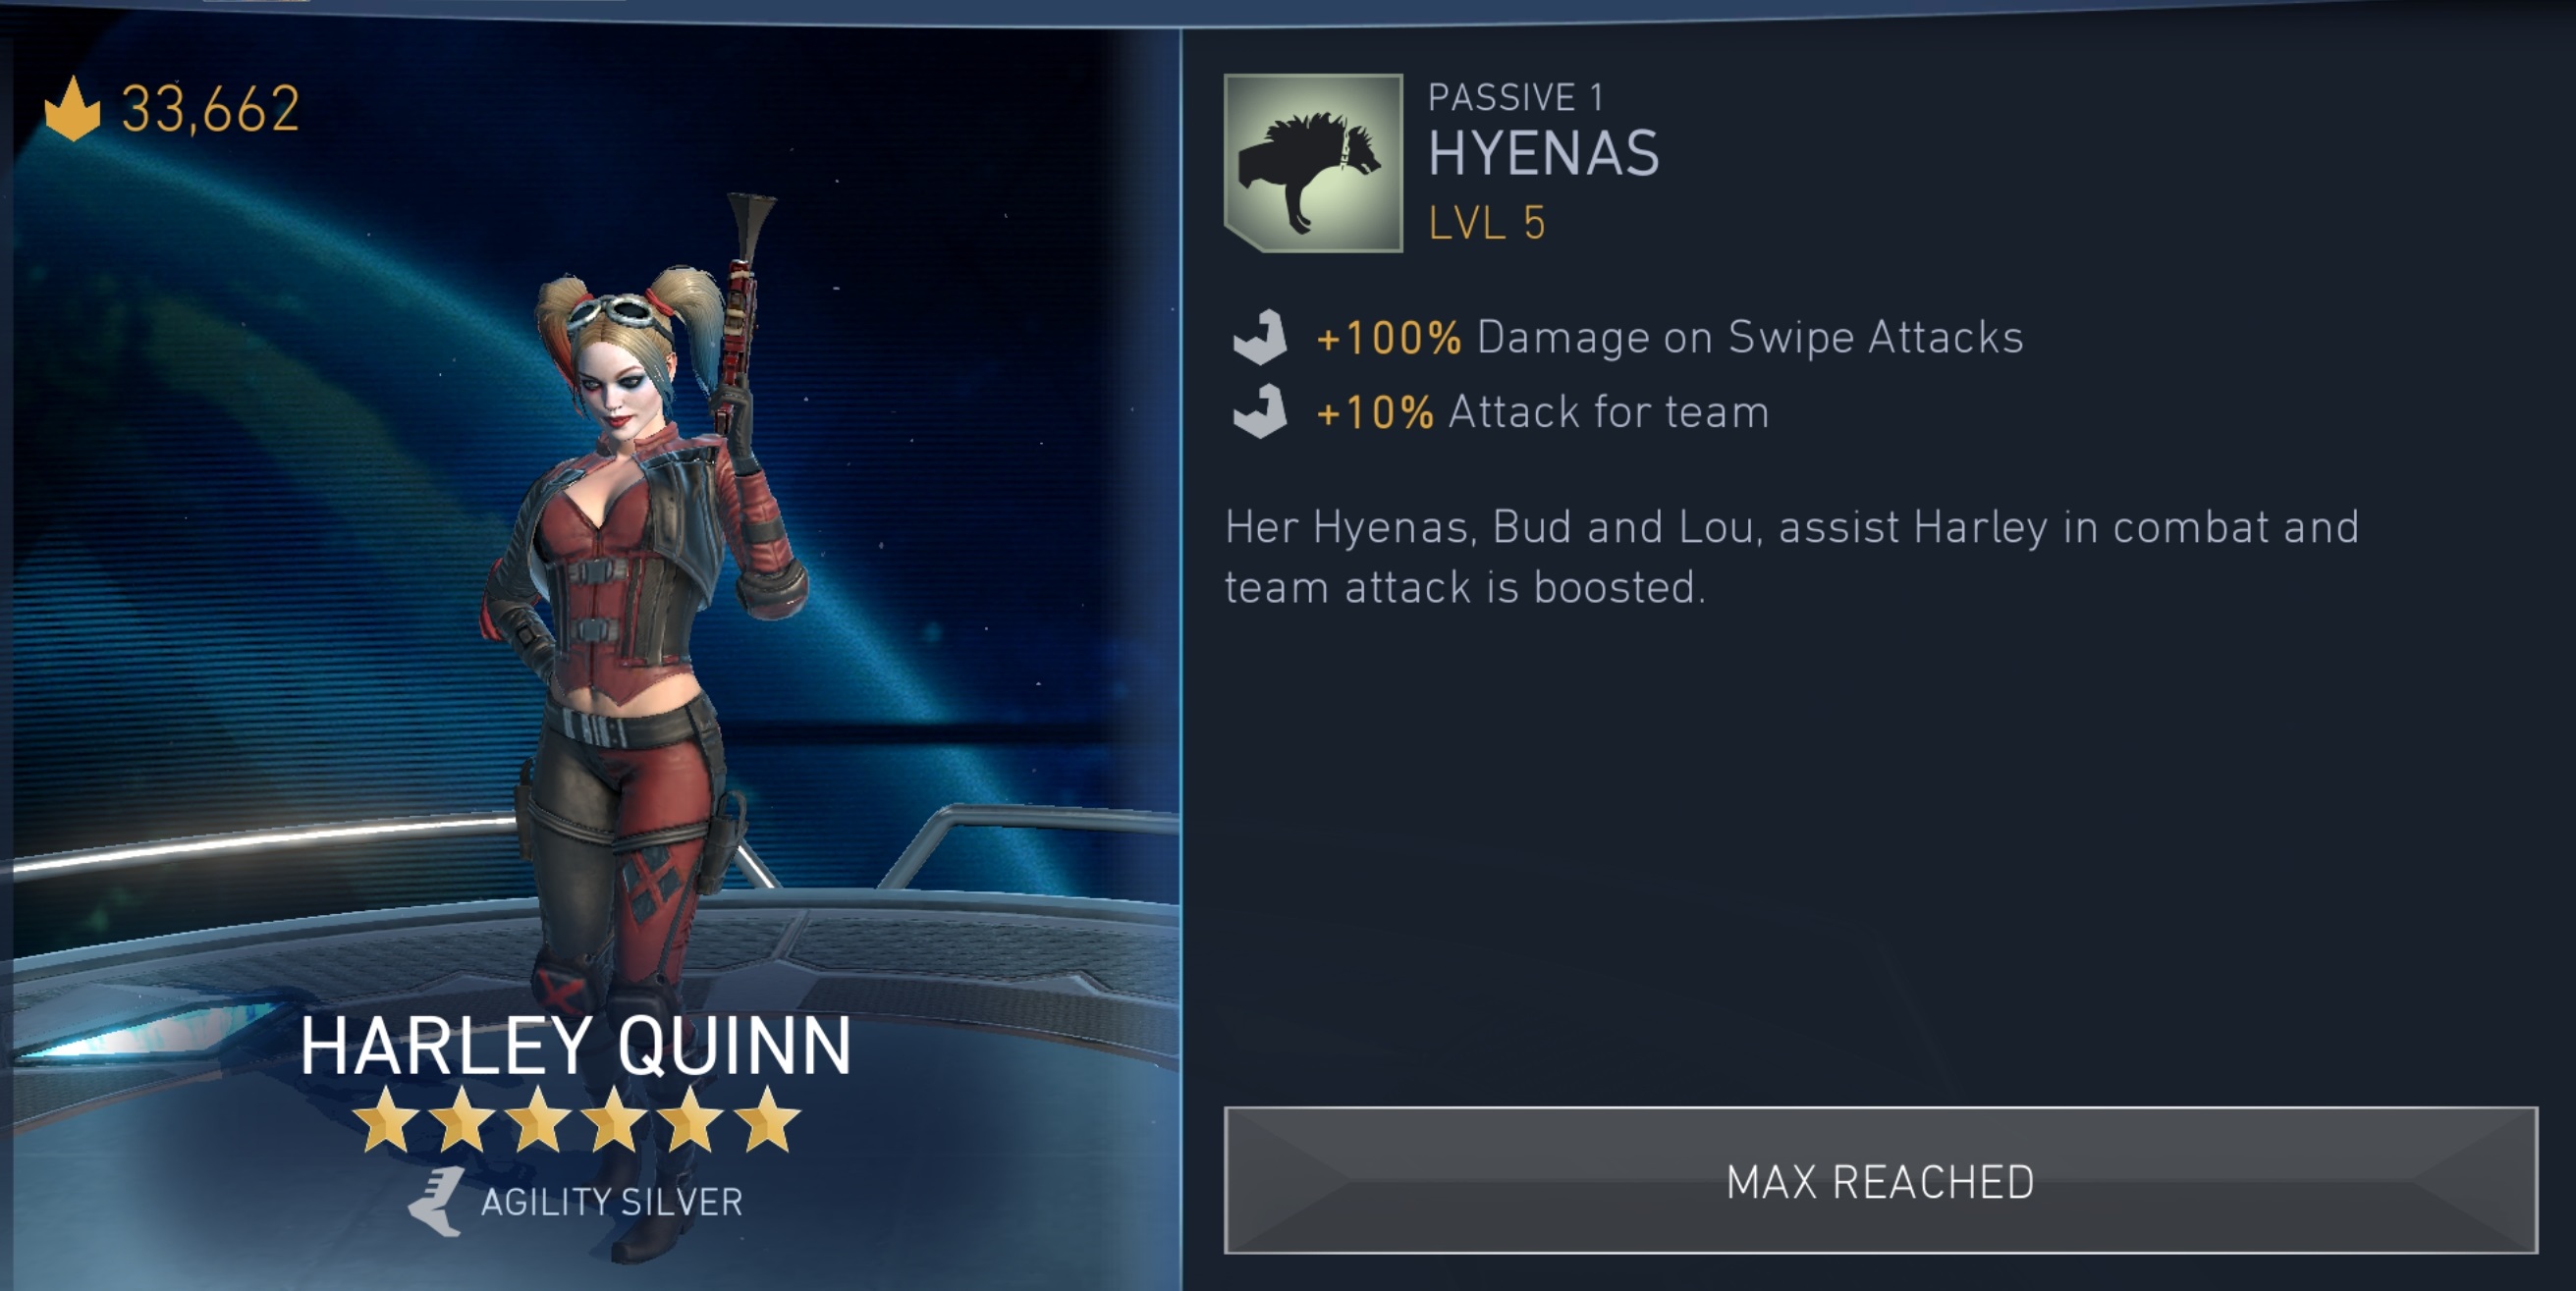 33,662
HARLEY QUINN
AGILITY SILVER
PASSIVE 1
HYENAS
LVL 5
+100% Damage on Swipe Attacks
+10% Attack for team
Her Hyenas, Bud and Lou, assist Harley in combat and
team attack is boosted.
MAX REACHED